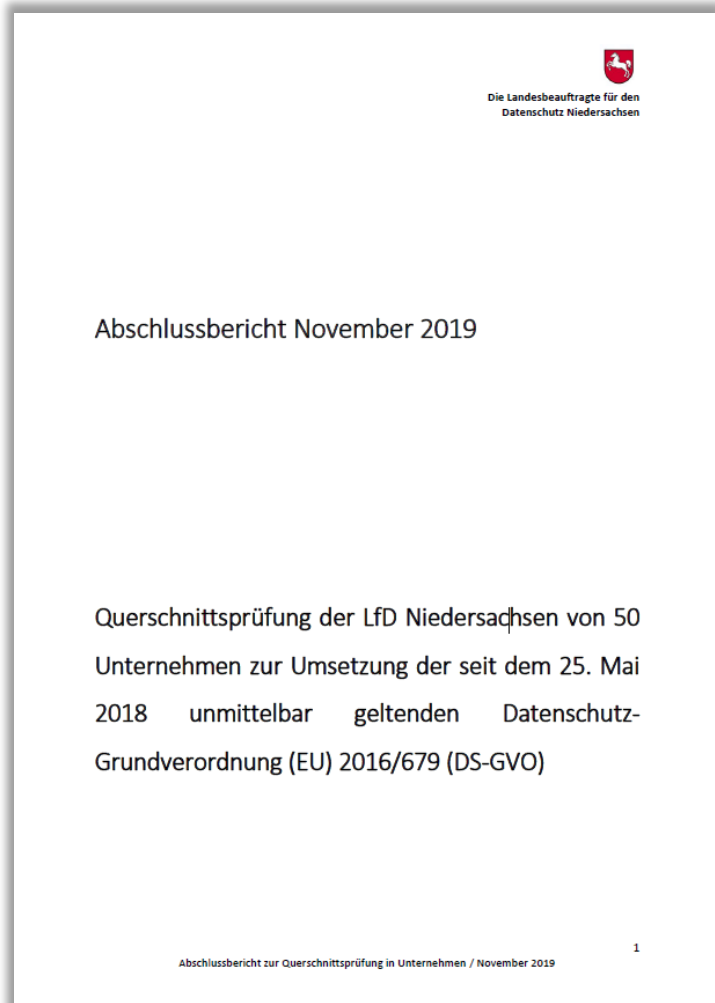 Die Landesbeauftragte für den
Datenschutz Niedersachsen
Abschlussbericht November 2019
Querschnittsprüfung der LfD Niedersachsen von 50
Unternehmen zur Umsetzung der seit dem 25. Mai
2018 unmittelbar geltenden Datenschutz-
Grundverordnung (EU) 2016/679 (DS-GVO)
1
Abschlussbericht zur Querschnittsprüfung in Unternehmen / November 2019